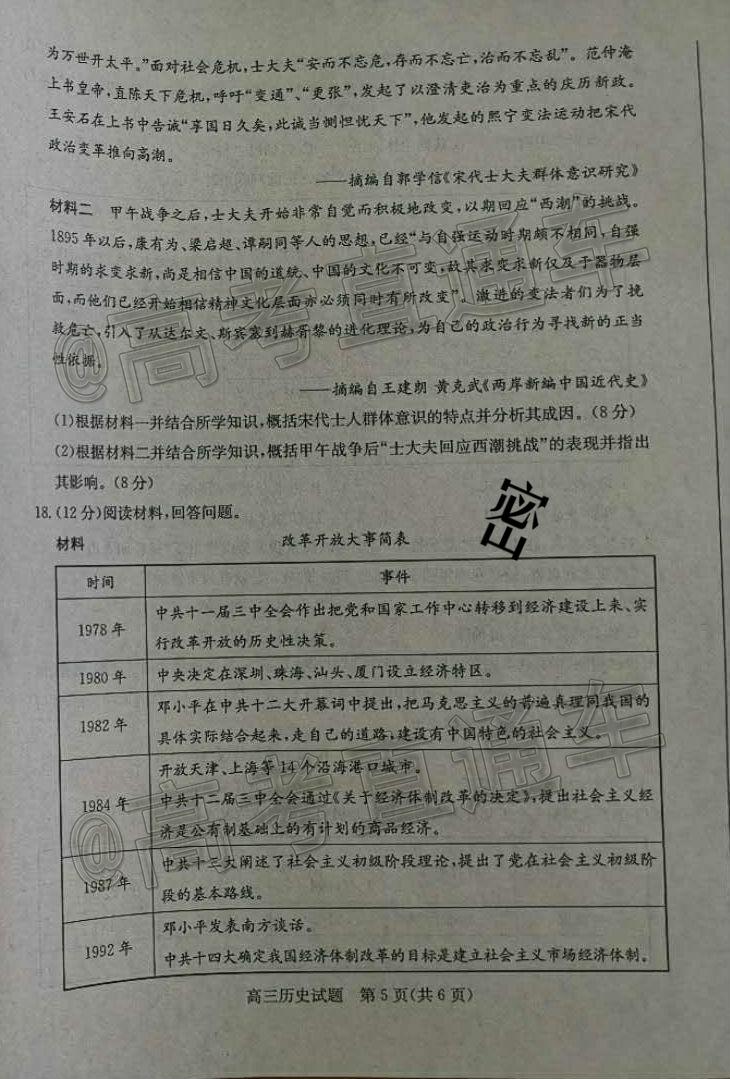 为万世开太平。”面对社会危机，士大夫“安而不忘危，存而不忘亡，治而不忘乱”。范仲淹
上书皇帝，直陈天下危机，呼吁“变通”、“更张”，发起了以澄清吏治为重点的庆历新政。
王安石在上书中告诫“享国日久矣，此诚当恻怛忧天下”，他发起的熙宁变法运动把宋代
政治变革推向高潮。
——摘编自郭学信《宋代士大夫群体意识研究》
材料二 甲午战争之后，士大夫开始非常自觉而积极地改变，以期回应“西潮”的挑战。
1895年以后，康有为、梁启超、谭嗣同等人的思想，已经“与自强运动时期颇不相同，自强
时期的求变求新，尚是相信中国的道统、中国的文化不可变，故其求变求新仅及于器物层
面，而他们已经开始相信精神文化层面亦必须同时有所改变”。激进的变法者们为了挽
救危亡，引入了从达尔文、斯宾塞到赫胥黎的进化理论，为自己的政治行为寻找新的正当
性依据。
——摘编自王建朗 黄克武《两岸新编中国近代史》
(1)根据材料一并结合所学知识，概括宋代士人群体意识的特点并分析其成因。(8分)
(2)根据材料二并结合所学知识，概括甲午战争后“士大夫回应西潮挑战”的表现并指出
其影响。(8分)
密
18.(12分)阅读材料，回答问题。
材料 改革开放大事简表
时间 事件
1978年 中共十一届三中全会作出把党和国家工作中心转移到经济建设上来、实
行改革开放的历史性决策。
1980年 中央决定在深圳、珠海、汕头、厦门设立经济特区。
1982年 邓小平在中共十二大开幕词中提出，把马克思主义的普遍真理同我国的
具体实际结合起来，走自己的道路，建设有中国特色的社会主义。
1984年 开放天津、上海等14个沿海港口城市。
中共十二届三中全会通过《关于经济体制改革的决定》，提出社会主义经
济是公有制基础上的有计划的商品经济。
1987年 中共十三大阐述了社会主义初级阶段理论，提出了党在社会主义初级阶
段的基本路线。
1992年 邓小平发表南方谈话。
中共十四大确定我国经济体制改革的目标是建立社会主义市场经济体制。
高三历史试题 第5页(共6页)
@高考直通车
@高考直通车